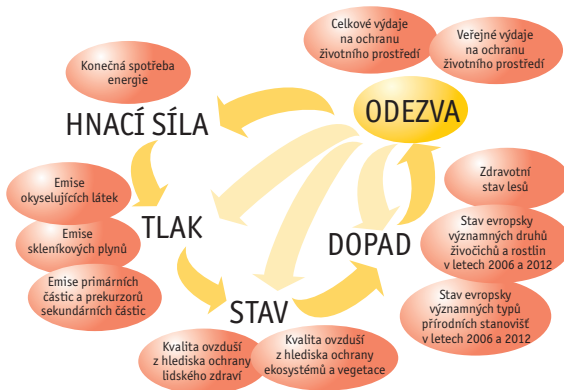 Celkové výdaje
na ochranu
životního prostředí
Veřejné výdaje
na ochranu
životního prostředí
Konečná spotřeba
energie
HNACÍ SÍLA
ODEZVA
Emise
okyselujících látek
Emise
skleníkových plynů
Emise primárních
částic a prekurzorů
sekundárních částic
TLAK
DOPAD
Zdravotní
stav lesů
Stav evropsky
významných druhů
živočichů a rostlin
v letech 2006 a 2012
Stav evropsky
významných typů
přírodních stanovišť
v letech 2006 a 2012
STAV
Kvalita ovzduší
z hlediska ochrany
lidského zdraví
Kvalita ovzduší
z hlediska ochrany
ekosystémů a vegetace